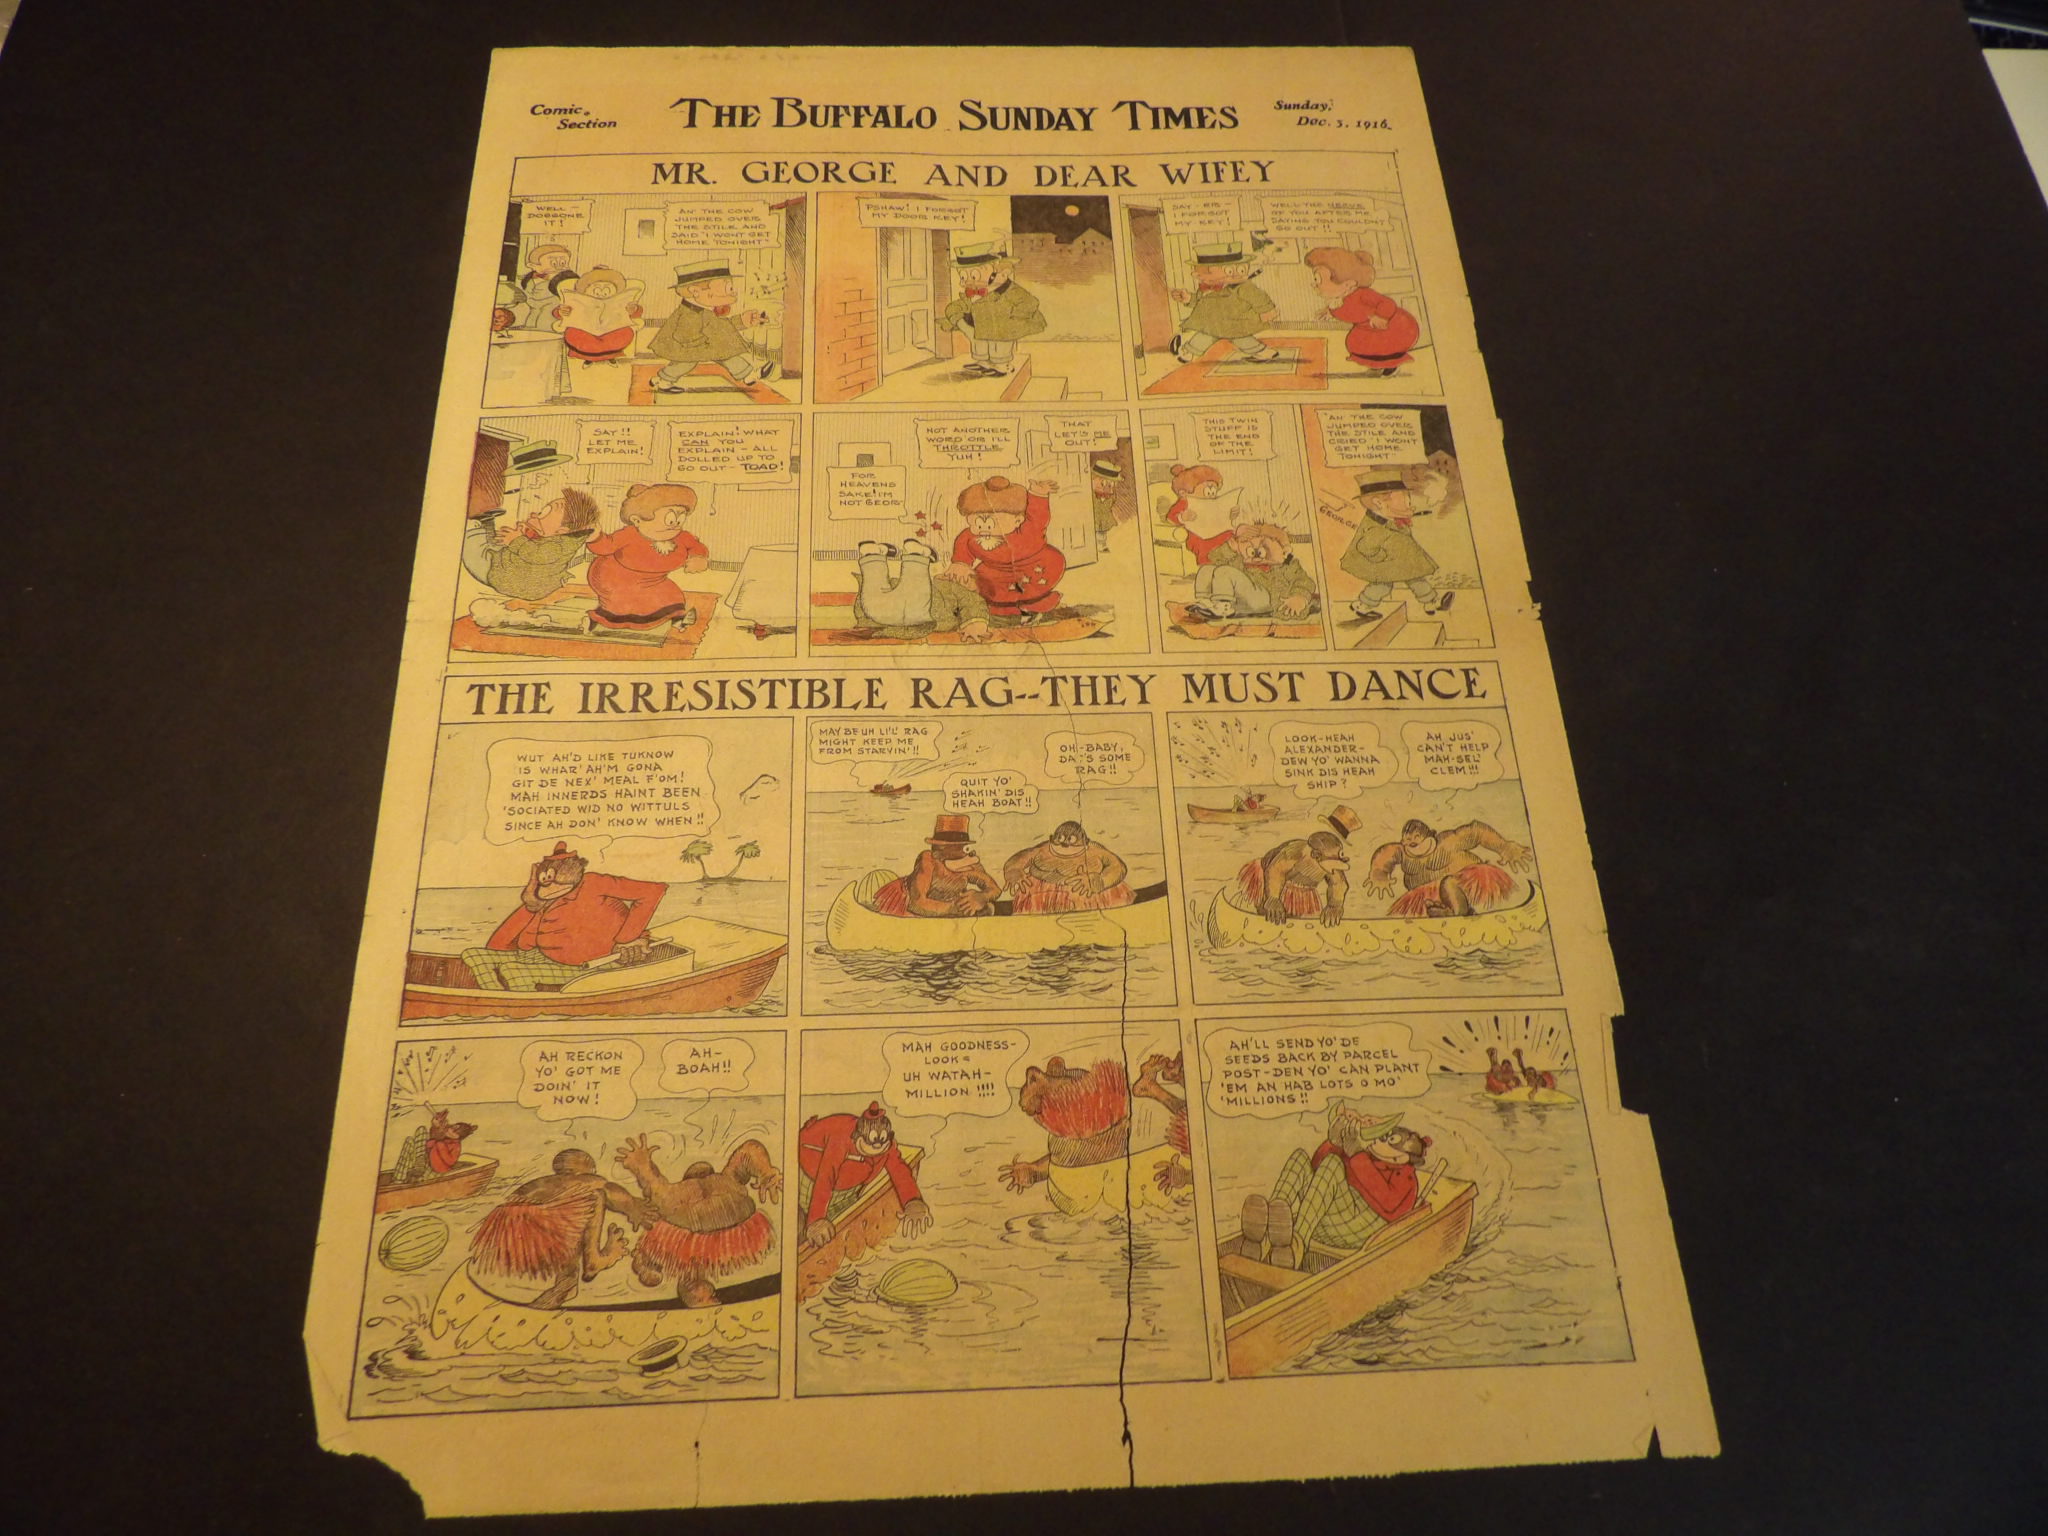 Comic
Section
THE BUFFALO SUNDAY TIMES
Sunday,
Dec. 3, 1916.
MR. GEORGE AND DEAR WIFEY
WELL-
DOGGONE
IT!
AN' THE COW
JUMPED OVER
THE STILE AND
SAID "I WONT GET
HOME TONIGHT"
PSHAW! I FORGOT
MY DOOR KEY!
SAY-ER-
I FORGOT
MY KEY!
WELL THE NERVE
OF YOU AFTER ME
SAYING YOU COULDN'T
GO OUT!!
SAY!!
LET ME
EXPLAIN!
EXPLAIN! WHAT
CAN YOU
EXPLAIN - ALL
DOLLED UP TO
GO OUT - TOAD!
FOR
HEAVENS
SAKE! I'M
NOT GEOR-
NOT ANOTHER
WORD OR I'LL
THROTTLE
YUH!
THAT
LET'S ME
OUT!
THIS TWIN
STUFF IS
THE END
OF THE
LIMIT!
"AN' THE COW
JUMPED OVER
THE STILE AND
CRIED "I WONT
GET HOME
TONIGHT"
GEORGE
THE IRRESISTIBLE RAG--THEY MUST DANCE
WUT AH'D LIKE TUKNOW
IS WHAR' AH'M GONA
GIT DE NEX' MEAL F'OM!
MAH INNERDS HAINT BEEN
'SOCIATED WID NO WITTULS
SINCE AH DON' KNOW WHEN!!
MAYBE UH LI'L' RAG
MIGHT KEEP ME
FROM STARVIN'!!
QUIT YO'
SHAKIN' DIS
HEAH BOAT!!
OH-BABY,
DA'S SOME
RAG!!
LOOK-HEAH
ALEXANDER-
DEW YO' WANNA
SINK DIS HEAH
SHIP?
AH JUS'
CAN'T HELP
MAH-SEL'
CLEM!!!
AH RECKON
YO' GOT ME
DOIN' IT
NOW!
AH-
BOAH!!
MAH GOODNESS-
LOOK-
UH WATAH-
MILLION !!!!
AH'LL SEND YO' DE
SEEDS BACK BY PARCEL
POST-DEN YO' CAN PLANT
'EM AN HAB LOTS O MO'
'MILLIONS!!